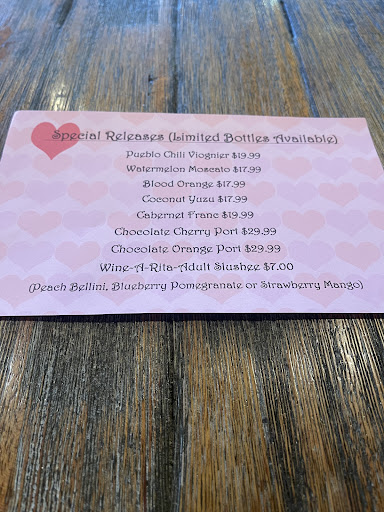 Special Releases (Limited Bottles Available)
Pueblo Chili Viognier $19.99
Watermelon Moscato $17.99
Blood Orange $17.99
Coconut Yuzu $17.99
Cabernet Franc $19.99
Chocolate Cherry Port $29.99
Chocolate Orange Port $29.99
Wine-A-Rita-Adult Slushee $7.00
(Peach Bellini, Blueberry Pomegranate or Strawberry Mango)